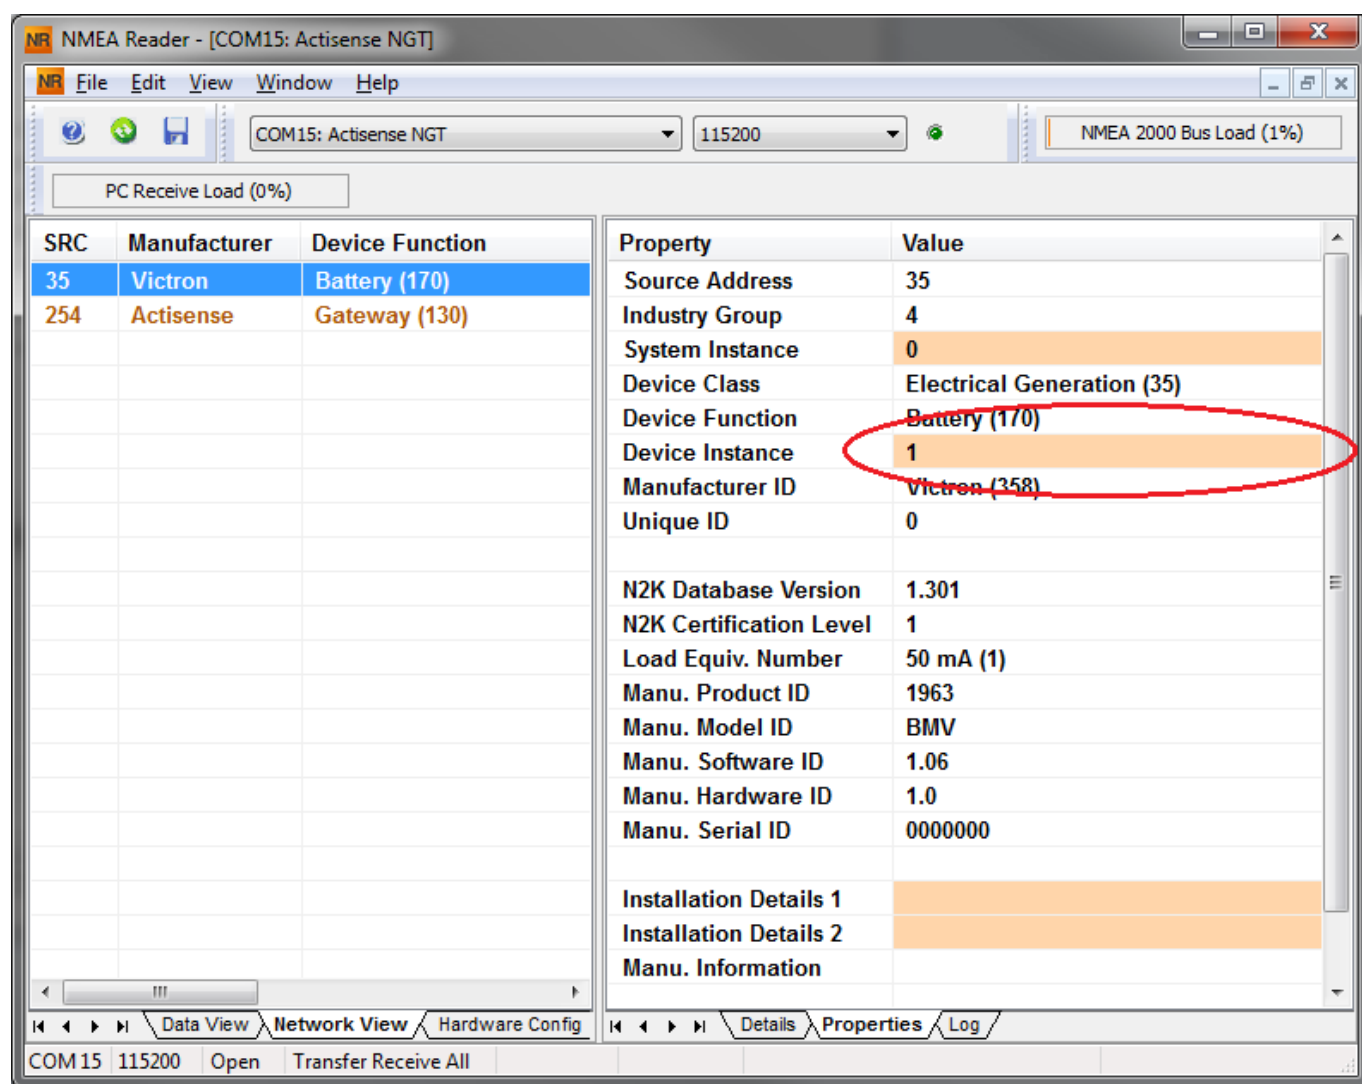 NR NMEA Reader - [COM15: Actisense NGT]
NR File Edit View Window Help
COM15: Actisense NGT 115200 NMEA 2000 Bus Load (1%)
PC Receive Load (0%)
SRC Manufacturer Device Function
35 Victron Battery (170)
254 Actisense Gateway (130)
Property Value
Source Address 35
Industry Group 4
System Instance 0
Device Class Electrical Generation (35)
Device Function Battery (170)
Device Instance 1
Manufacturer ID Victron (358)
Unique ID 0
N2K Database Version 1.301
N2K Certification Level 1
Load Equiv. Number 50 mA (1)
Manu. Product ID 1963
Manu. Model ID BMV
Manu. Software ID 1.06
Manu. Hardware ID 1.0
Manu. Serial ID 0000000
Installation Details 1
Installation Details 2
Manu. Information
Data View Network View Hardware Config
Details Properties Log
COM 15 115200 Open Transfer Receive All